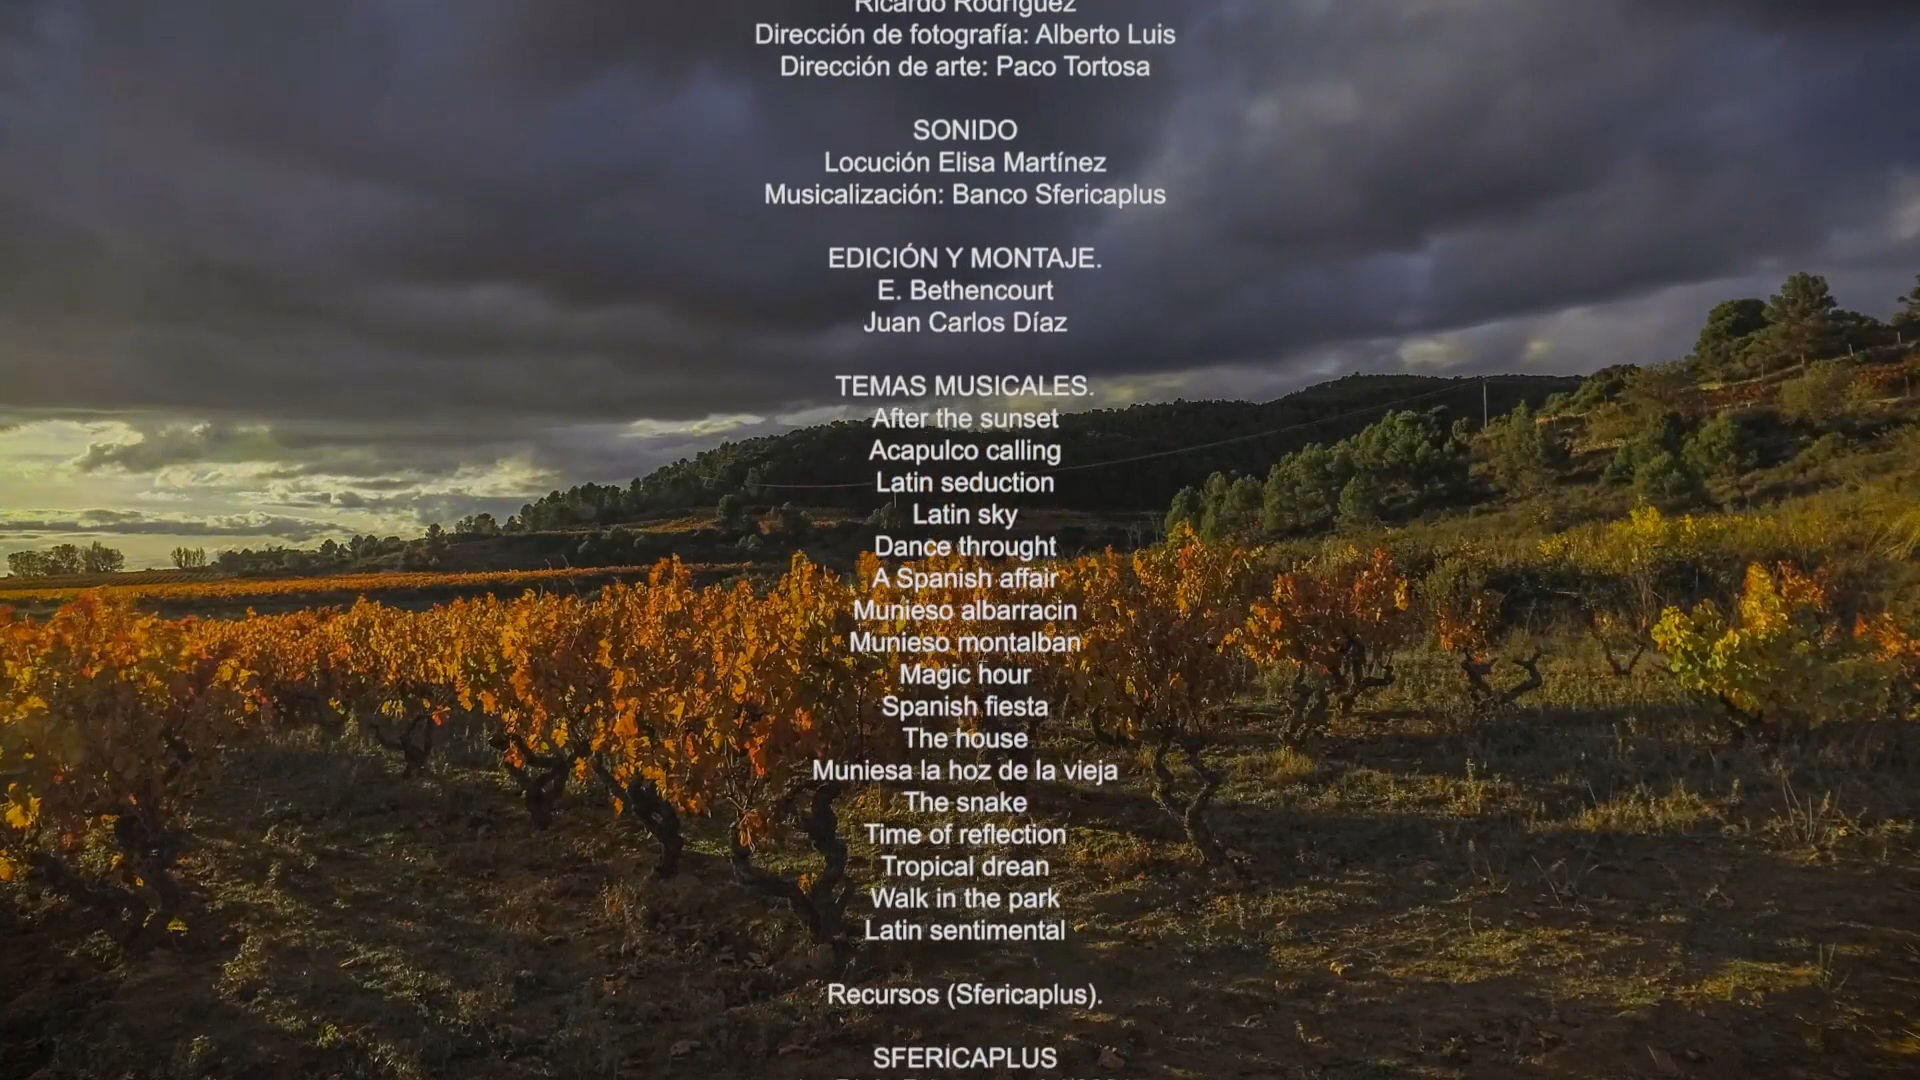 Ricardo Rodríguez
Dirección de fotografía: Alberto Luis
Dirección de arte: Paco Tortosa
SONIDO
Locución Elisa Martínez
Musicalización: Banco Sfericaplus
EDICIÓN Y MONTAJE.
E. Bethencourt
Juan Carlos Díaz
TEMAS MUSICALES.
After the sunset
Acapulco calling
Latin seduction
Latin sky
Dance throught
A Spanish affair
Munieso albarracin
Munieso montalban
Magic hour
Spanish fiesta
The house
Muniesa la hoz de la vieja
The snake
Time of reflection
Tropical drean
Walk in the park
Latin sentimental
Recursos (Sfericaplus).
SFERICAPLUS